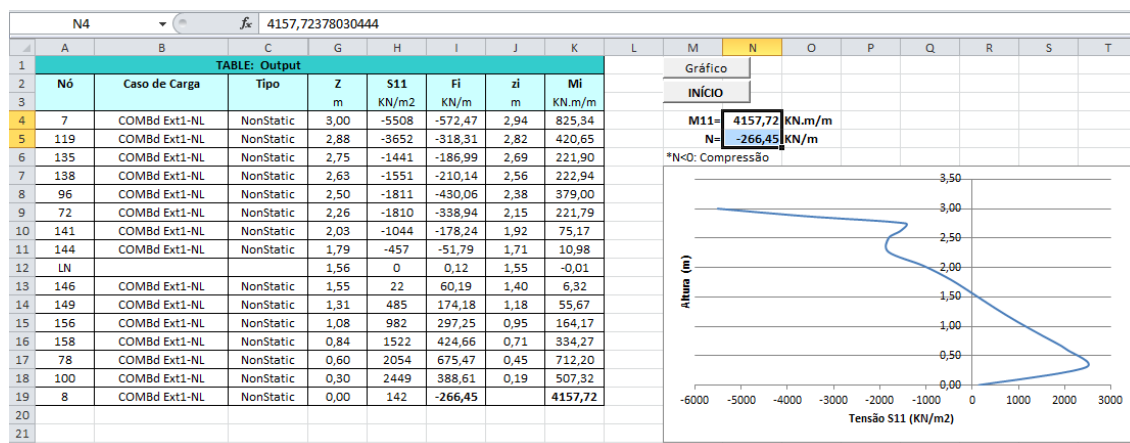 N4 fx 4157,72378030444
A B C G H I J K L M N O P Q R S T
1 TABLE: Output Gráfico
2 Nó Caso de Carga Tipo Z S11 Fi zi Mi
INÍCIO
3 m KN/m2 KN/m m KN.m/m
4 7 COMBd Ext1-NL NonStatic 3,00 -5508 -572,47 2,94 825,34 M11= 4157,72 KN.m/m
5 119 COMBd Ext1-NL NonStatic 2,88 -3652 -318,31 2,82 420,65 N= -266,45 KN/m
6 135 COMBd Ext1-NL NonStatic 2,75 -1441 -186,99 2,69 221,90 *N<0: Compressão
7 138 COMBd Ext1-NL NonStatic 2,63 -1551 -210,14 2,56 222,94
8 96 COMBd Ext1-NL NonStatic 2,50 -1811 -430,06 2,38 379,00
9 72 COMBd Ext1-NL NonStatic 2,26 -1810 -338,94 2,15 221,79
10 141 COMBd Ext1-NL NonStatic 2,03 -1044 -178,24 1,92 75,17
11 144 COMBd Ext1-NL NonStatic 1,79 -457 -51,79 1,71 10,98
12 LN 1,56 0 0,12 1,55 -0,01
13 146 COMBd Ext1-NL NonStatic 1,55 22 60,19 1,40 6,32
14 149 COMBd Ext1-NL NonStatic 1,31 485 174,18 1,18 55,67
15 156 COMBd Ext1-NL NonStatic 1,08 982 297,25 0,95 164,17
16 158 COMBd Ext1-NL NonStatic 0,84 1522 424,66 0,71 334,27
17 78 COMBd Ext1-NL NonStatic 0,60 2054 675,47 0,45 712,20
18 100 COMBd Ext1-NL NonStatic 0,30 2449 388,61 0,19 507,32
19 8 COMBd Ext1-NL NonStatic 0,00 142 -266,45 4157,72
20
21
3,50
3,00
2,50
2,00
1,50
1,00
0,50
0,00
Altura (m)
-6000 -5000 -4000 -3000 -2000 -1000 0 1000 2000 3000
Tensão S11 (KN/m2)